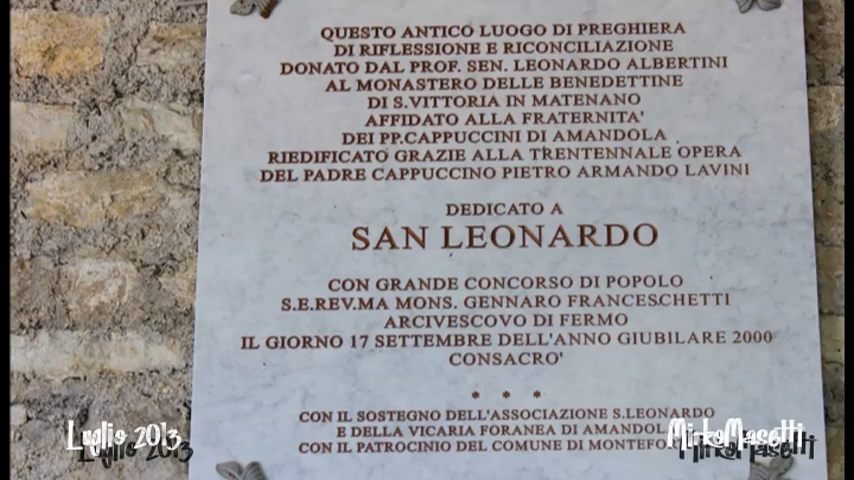 QUESTO ANTICO LUOGO DI PREGHIERA
DI RIFLESSIONE E RICONCILIAZIONE
DONATO DAL PROF. SEN. LEONARDO ALBERTINI
AL MONASTERO DELLE BENEDETTINE
DI S.VITTORIA IN MATENANO
AFFIDATO ALLA FRATERNITA'
DEI PP.CAPPUCCINI DI AMANDOLA
RIEDIFICATO GRAZIE ALLA TRENTENNALE OPERA
DEL PADRE CAPPUCCINO PIETRO ARMANDO LAVINI
DEDICATO A
SAN LEONARDO
CON GRANDE CONCORSO DI POPOLO
S.E.REV.MA MONS. GENNARO FRANCESCHETTI
ARCIVESCOVO DI FERMO
IL GIORNO 17 SETTEMBRE DELL'ANNO GIUBILARE 2000
CONSACRO'
* * *
CON IL SOSTEGNO DELL'ASSOCIAZIONE S.LEONARDO
E DELLA VICARIA FORANEA DI AMANDOLA
CON IL PATROCINIO DEL COMUNE DI
Luglio 2013
MirkoMasetti